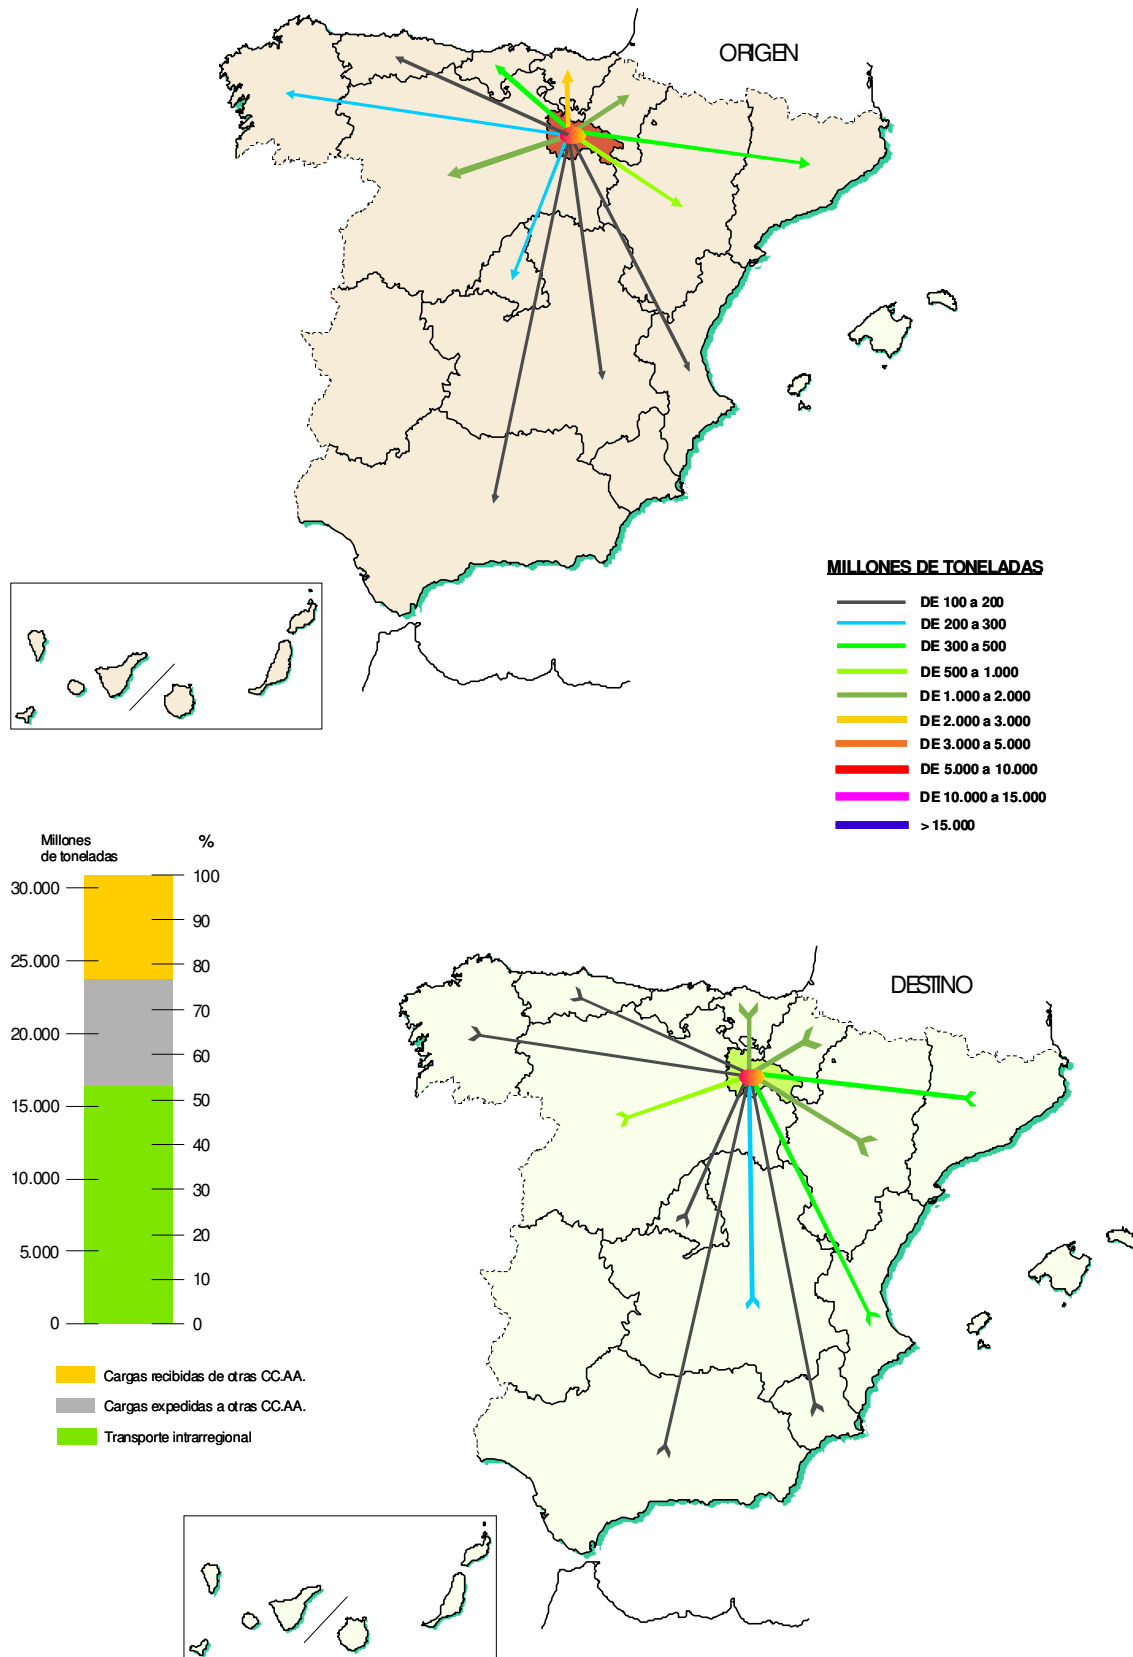 ORIGEN
MILLONES DE TONELADAS
DE 100 a 200
DE 200 a 300
DE 300 a 500
DE 500 a 1.000
DE 1.000 a 2.000
DE 2.000 a 3.000
DE 3.000 a 5.000
DE 5.000 a 10.000
DE 10.000 a 15.000
> 15.000
Millones
de toneladas
%
30.000
25.000
20.000
15.000
10.000
5.000
0
100
90
80
70
60
50
40
30
20
10
0
Cargas recibidas de otras CC.AA.
Cargas expedidas a otras CC.AA.
Transporte intrarregional
DESTINO